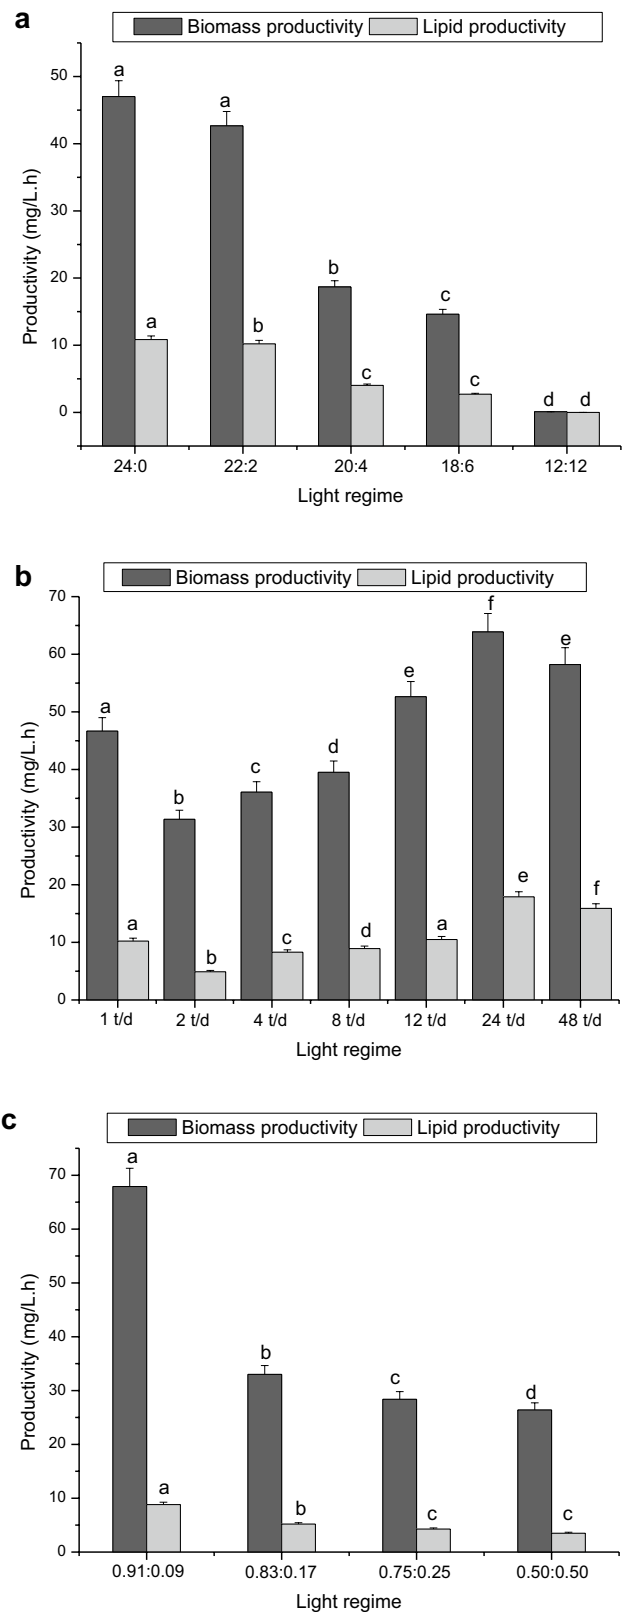 a
Biomass productivity Lipid productivity
a
50
a
40
Productivity (mg/L.h)
30
b
20
c
a
b
10
c
c
d d
0
24:0 22:2 20:4 18:6 12:12
Light regime
b
Biomass productivity Lipid productivity
70
f
60
e
e
50
a
d
40
c
Productivity (mg/L.h)
b
30
20
e
f
a
a
10
c
d
b
0
1 t/d 2 t/d 4 t/d 8 t/d 12 t/d 24 t/d 48 t/d
Light regime
c
Biomass productivity Lipid productivity
a
70
60
50
40
Productivity (mg/L.h)
b
c
d
30
20
a
10
b
c
c
0
0.91:0.09 0.83:0.17 0.75:0.25 0.50:0.50
Light regime